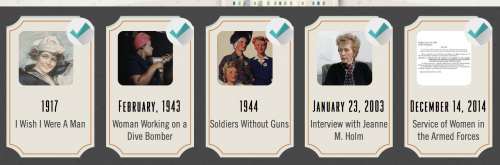 1917
I Wish I Were A Man
February, 1943
Woman Working on a
Dive Bomber
1944
Soldiers Without Guns
January 23, 2003
Interview with Jeanne
M. Holm
December 14, 2014
Service of Women in
the Armed Forces